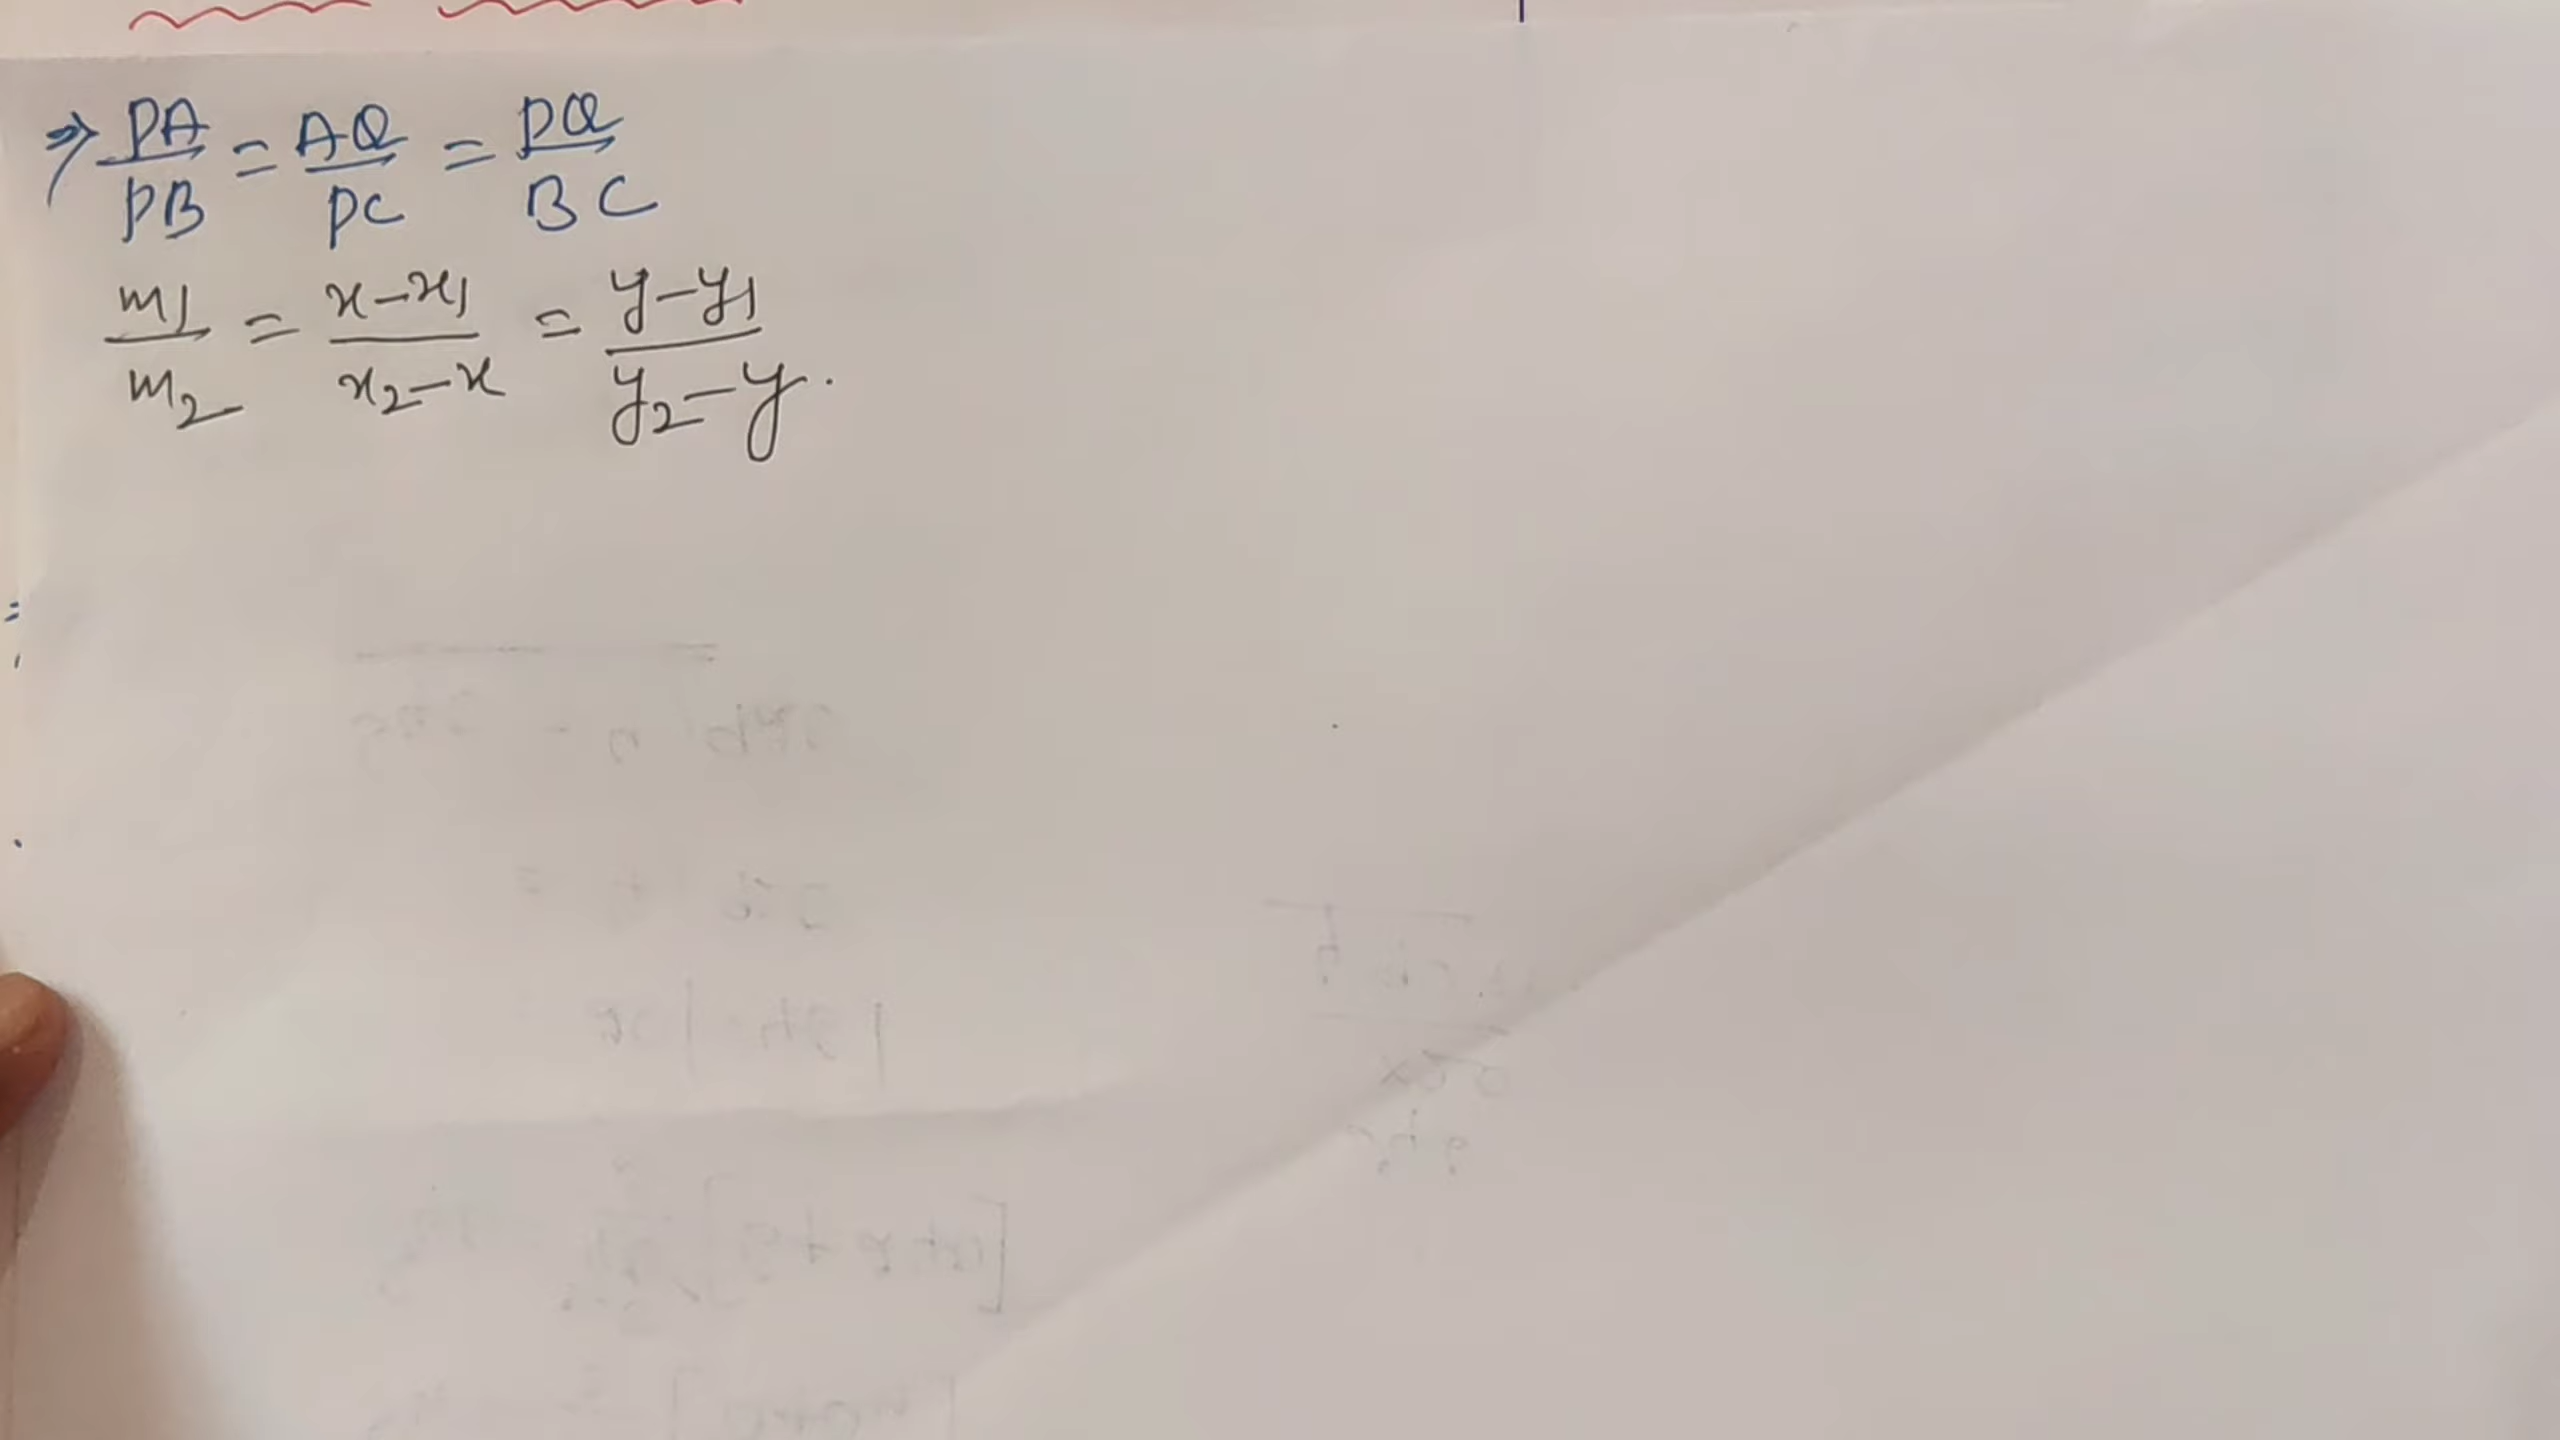 ⇒ PA/PB = AQ/PC = PQ/BC
m1/m2 = x-x1/x2-x = y-y1/y2-y.